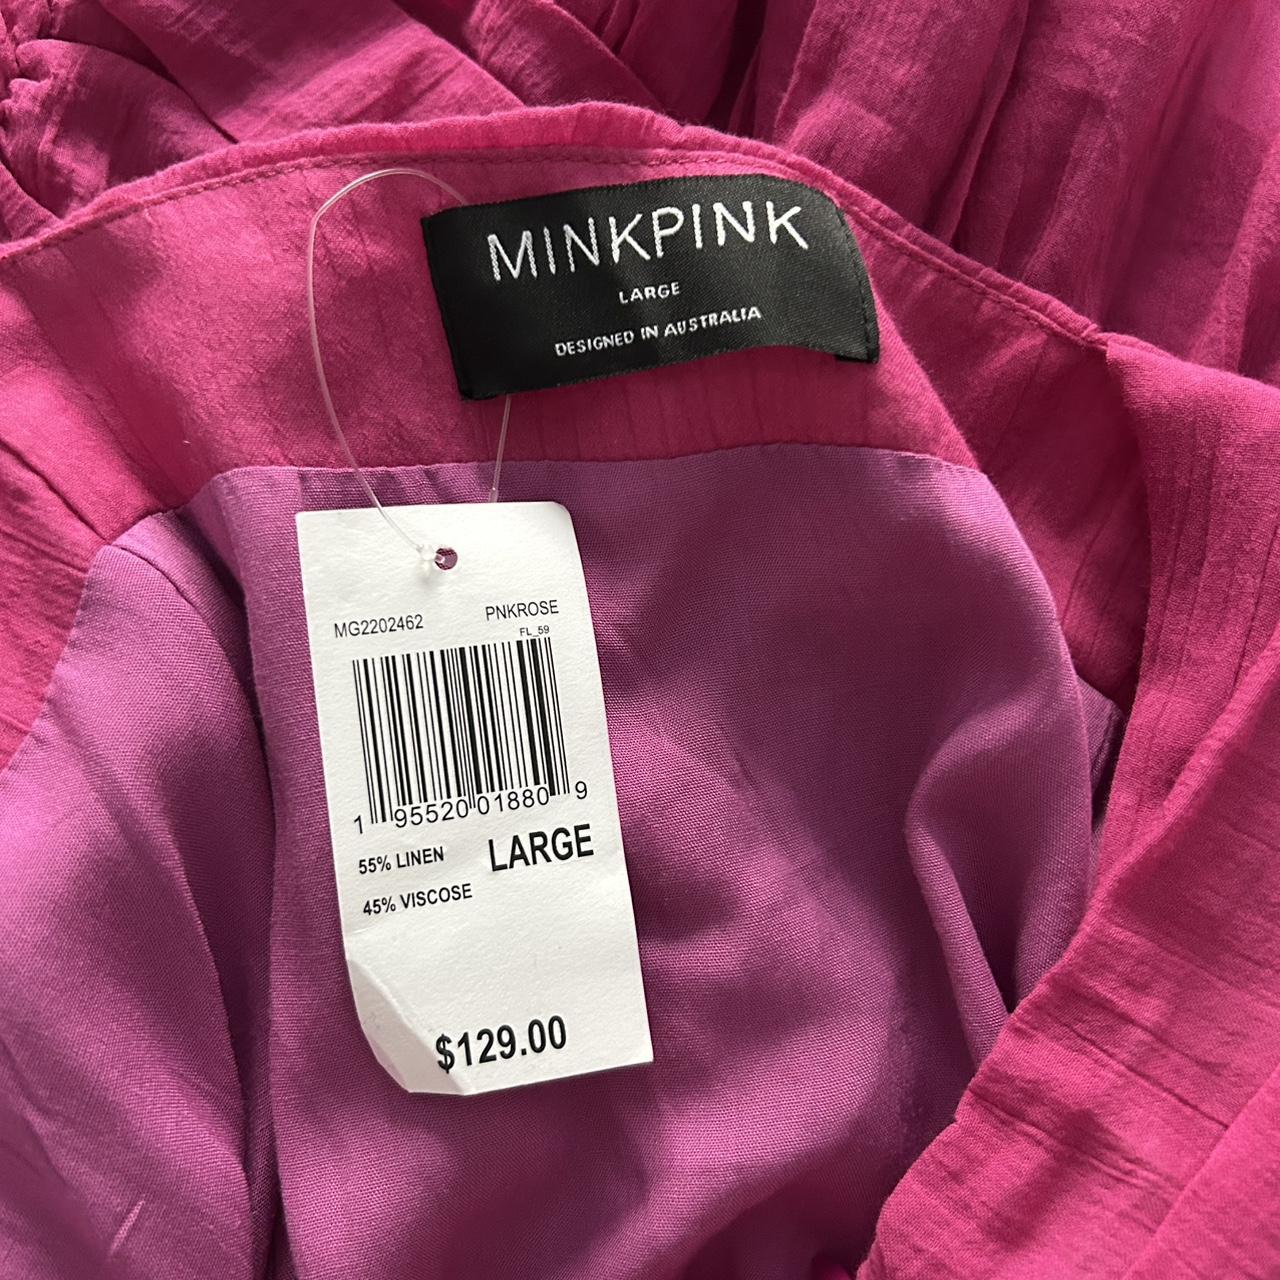 MINKPINK
LARGE
DESIGNED IN AUSTRALIA
MG2202462 PNKROSE
FL_59
1 95520 01880 9
55% LINEN LARGE
45% VISCOSE
$129.00